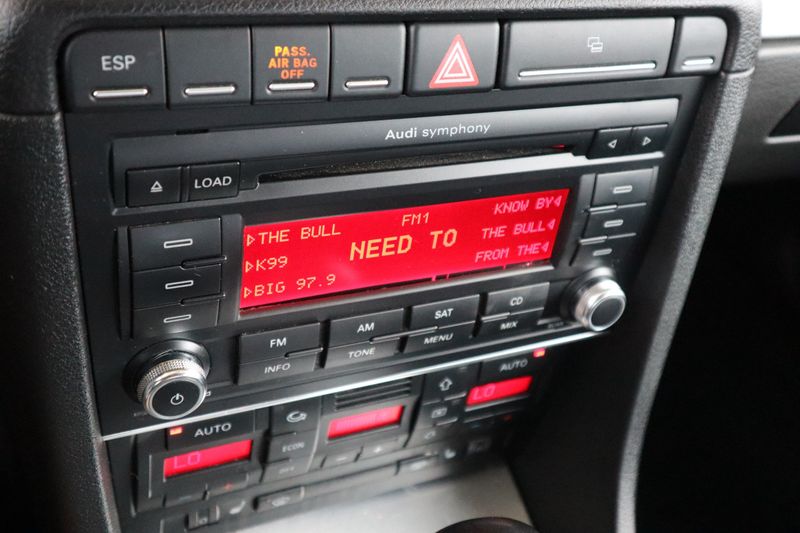 ESP
PASS.
AIR BAG
OFF
Audi symphony
LOAD
THE BULL
FM1
KNOW BY
K99
NEED TO
THE BULL
BIG 97.9
FROM THE
FM
AM
SAT
CD
INFO
TONE
MENU
MIX
AUTO
AUTO
LO
LO
ECON